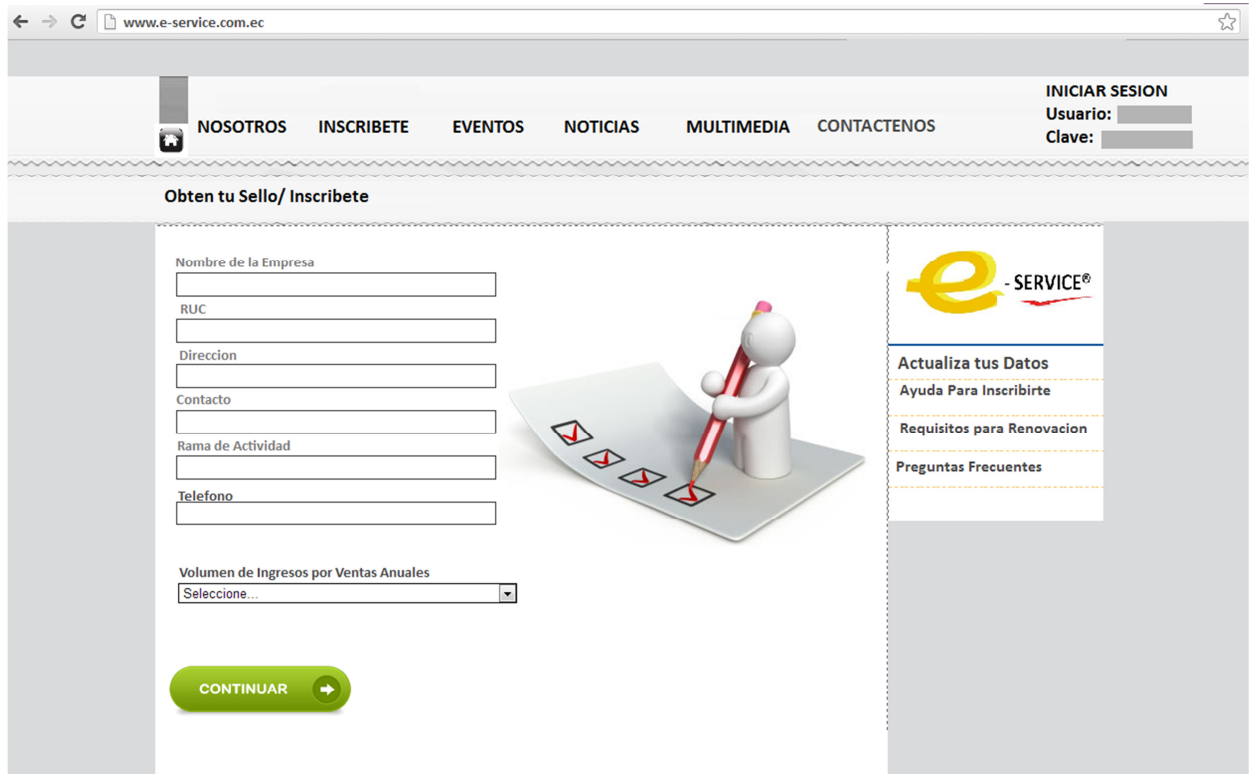 www.e-service.com.ec
INICIAR SESION
Usuario:
Clave:
NOSOTROS INSCRIBETE EVENTOS NOTICIAS MULTIMEDIA CONTACTENOS
Obten tu Sello/ Inscribete
Nombre de la Empresa
RUC
Direccion
Contacto
Rama de Actividad
Telefono
Volumen de Ingresos por Ventas Anuales
Seleccione...
CONTINUAR
e - SERVICE®
Actualiza tus Datos
Ayuda Para Inscribirte
Requisitos para Renovacion
Preguntas Frecuentes